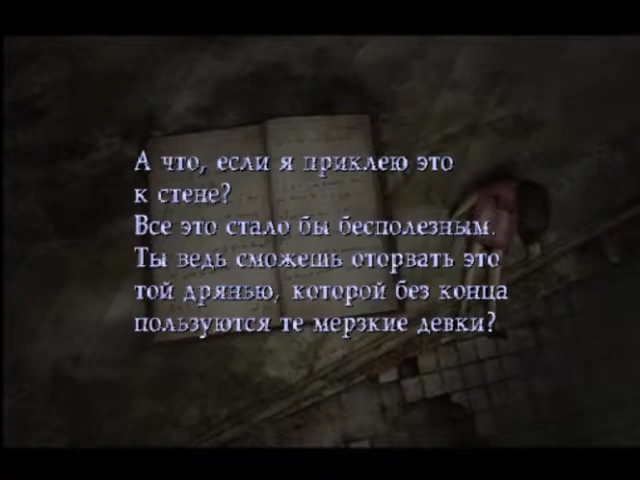 А что, если я приклею это
к стене?
Все это стало бы бесполезным.
Ты ведь сможешь оторвать это
той дрянью, которой без конца
пользуются те мерзкие девки?